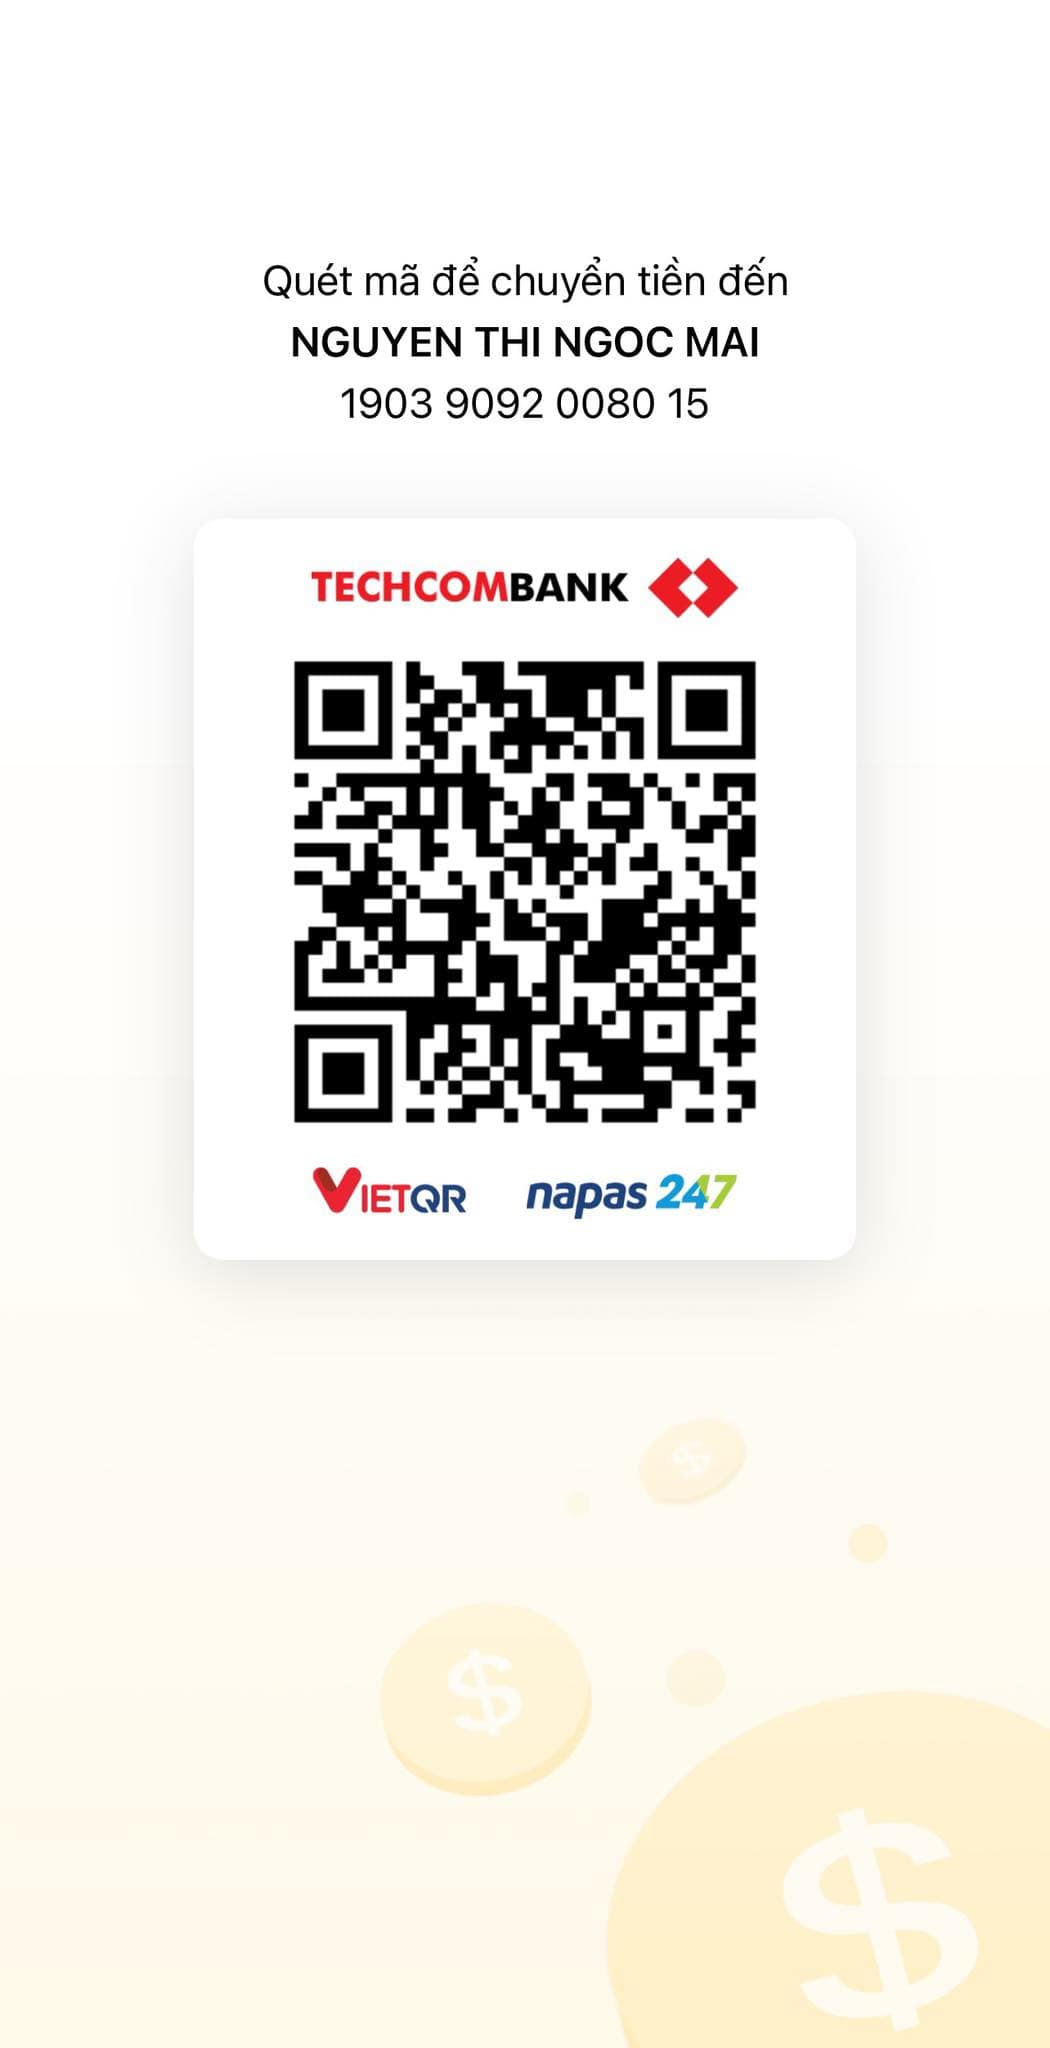 Quét mã để chuyển tiền đến
NGUYEN THI NGOC MAI
1903 9092 0080 15
TECHCOMBANK
VIETQR
napas 247
$
$
$